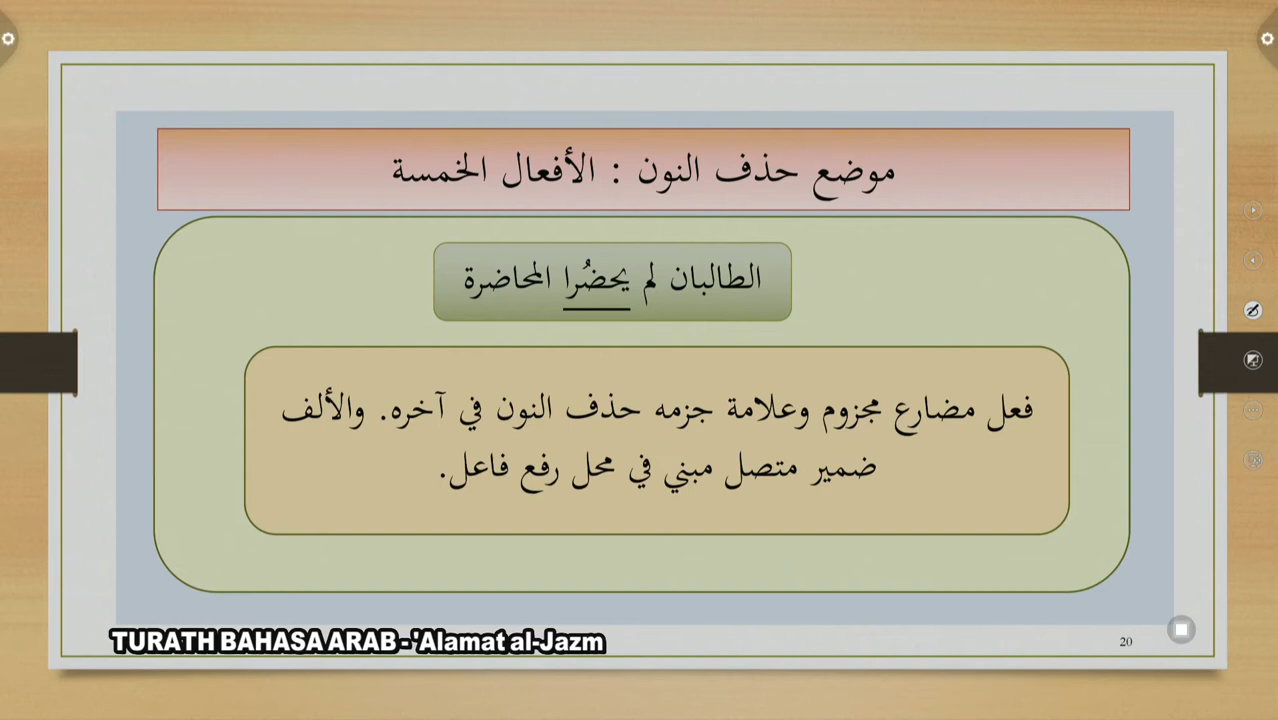 موضع حذف النون : الأفعال الخمسة
الطالبان لم يحضُرا المحاضرة
فعل مضارع مجزوم وعلامة جزمه حذف النون في آخره. والألف
ضمير متصل مبني في محل رفع فاعل.
TURATH BAHASA ARAB - 'Alamat al-Jazm
20